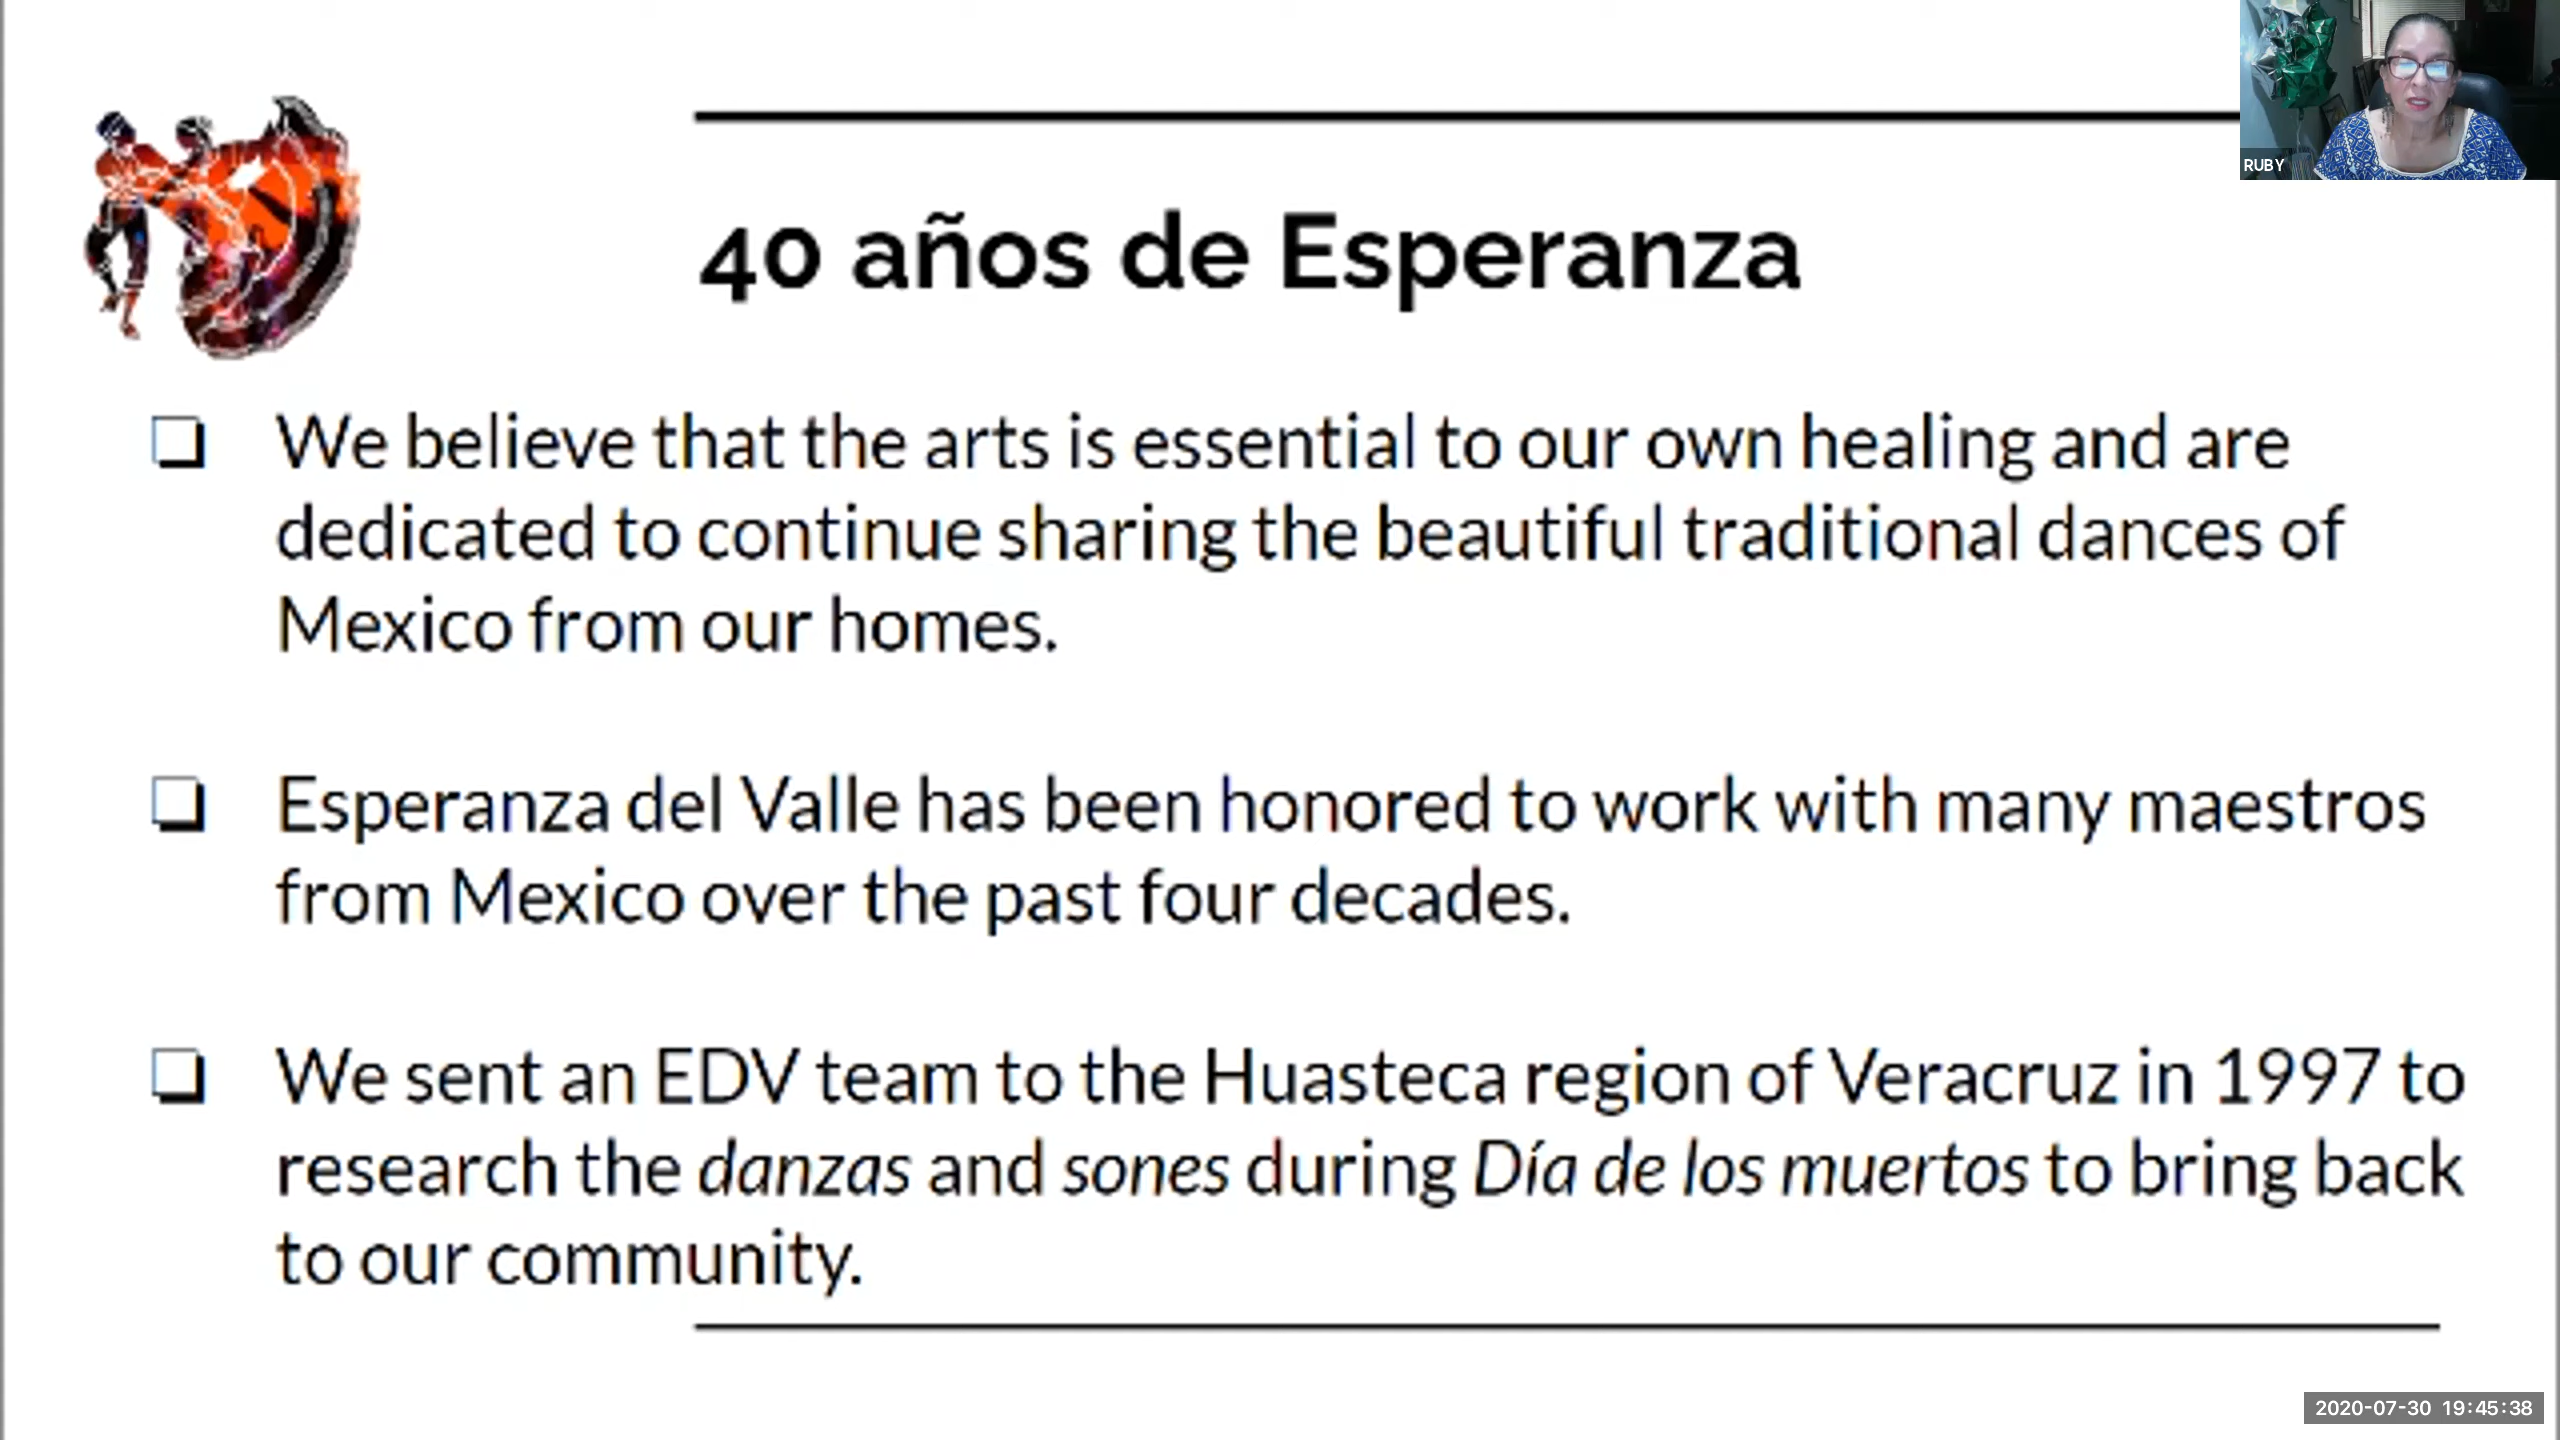 RUBY
40 años de Esperanza
We believe that the arts is essential to our own healing and are
dedicated to continue sharing the beautiful traditional dances of
Mexico from our homes.
Esperanza del Valle has been honored to work with many maestros
from Mexico over the past four decades.
We sent an EDV team to the Huasteca region of Veracruz in 1997 to
research the danzas and sones during Día de los muertos to bring back
to our community.
2020-07-30 19:45:38